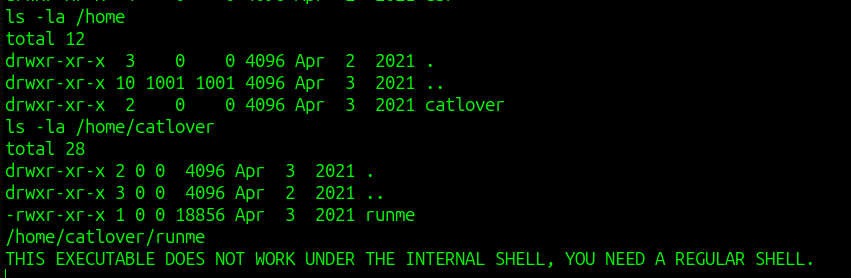 ls -la /home
total 12
drwxr-xr-x  3    0    0 4096 Apr  2  2021 .
drwxr-xr-x 10 1001 1001 4096 Apr  3  2021 ..
drwxr-xr-x  2    0    0 4096 Apr  3  2021 catlover
ls -la /home/catlover
total 28
drwxr-xr-x 2 0 0  4096 Apr  3  2021 .
drwxr-xr-x 3 0 0  4096 Apr  2  2021 ..
-rwxr-xr-x 1 0 0 18856 Apr  3  2021 runme
/home/catlover/runme
THIS EXECUTABLE DOES NOT WORK UNDER THE INTERNAL SHELL, YOU NEED A REGULAR SHELL.